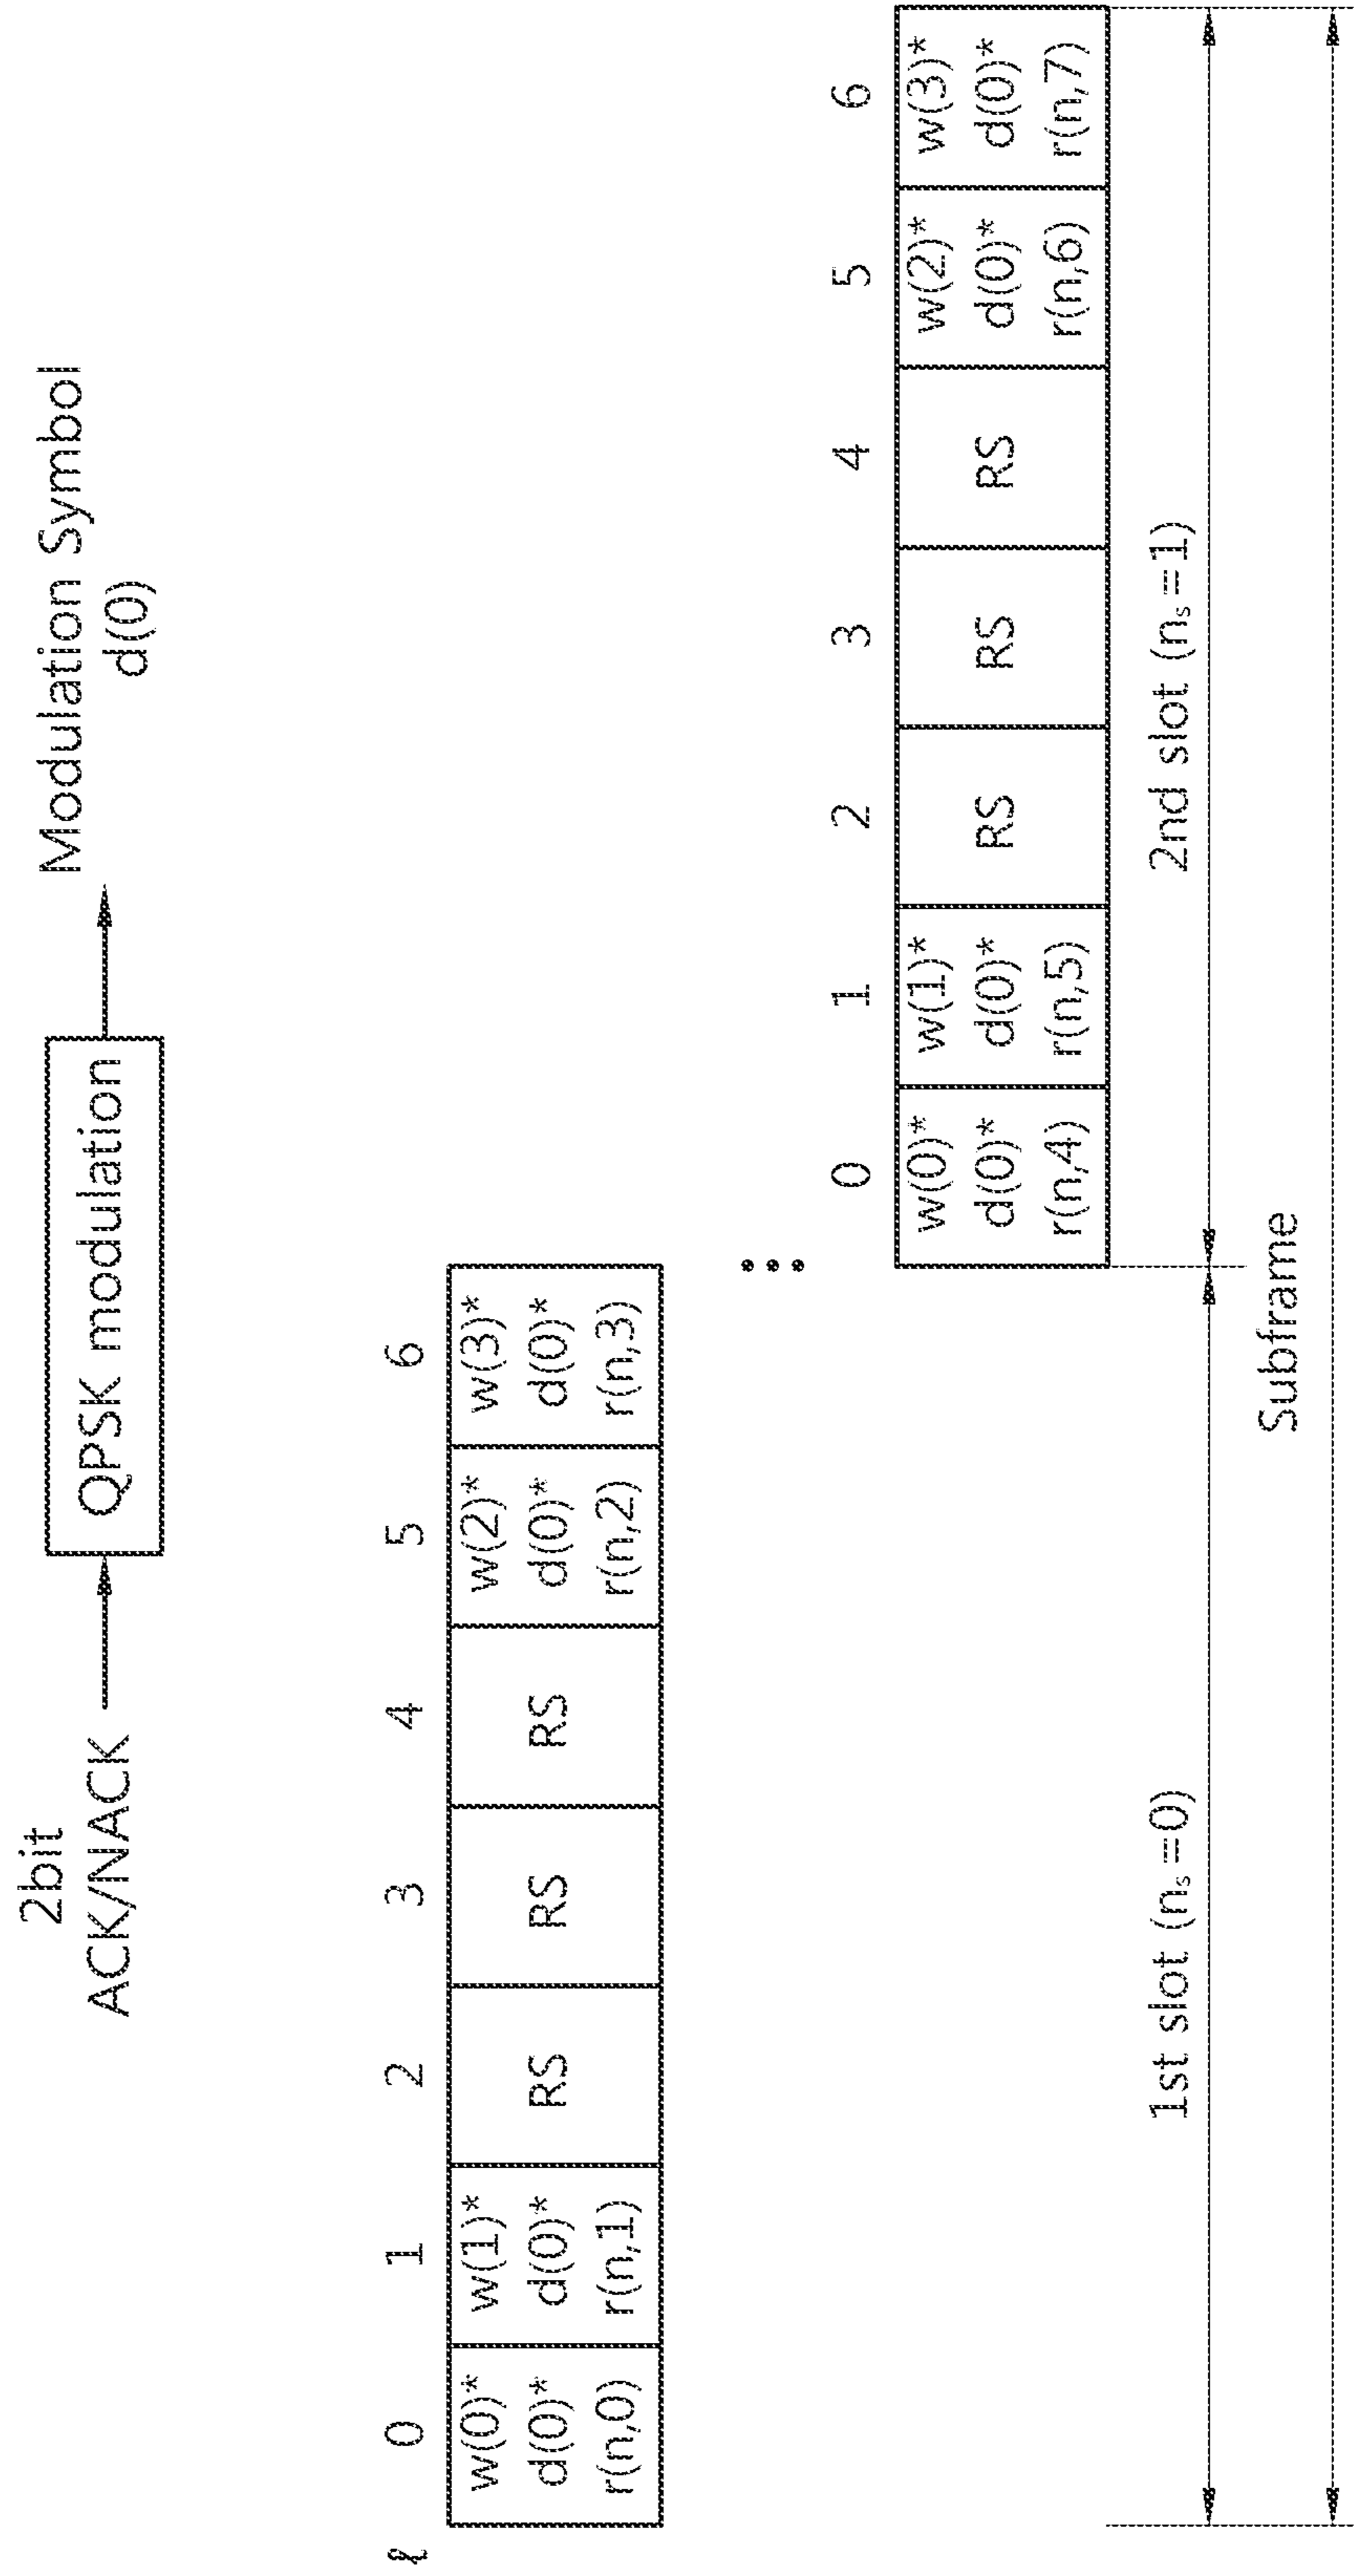 2bit
ACK/NACK
QPSK modulation
Modulation Symbol
d(0)
ℓ 0 1 2 3 4 5 6
w(0)* w(1)* RS RS RS w(2)* w(3)*
d(0)* d(0)* d(0)* d(0)*
r(n,0) r(n,1) r(n,2) r(n,3)
0 1 2 3 4 5 6
w(0)* w(1)* RS RS RS w(2)* w(3)*
d(0)* d(0)* d(0)* d(0)*
r(n,4) r(n,5) r(n,6) r(n,7)
1st slot (nₛ=0) 2nd slot (nₛ=1)
Subframe